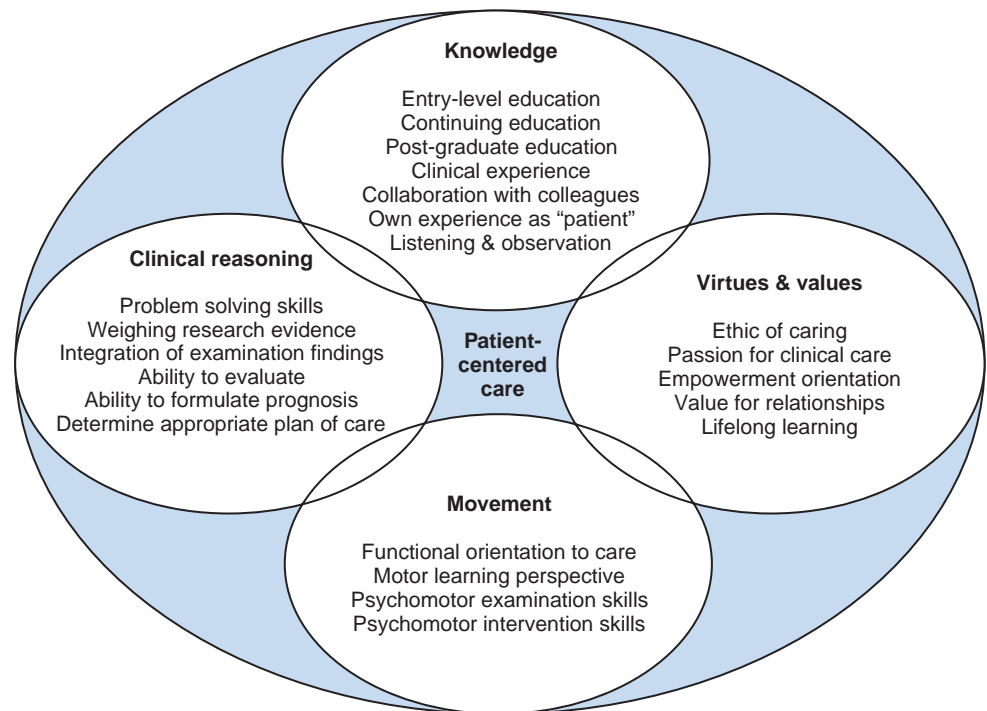 Knowledge
Entry-level education
Continuing education
Post-graduate education
Clinical experience
Collaboration with colleagues
Own experience as “patient”
Listening & observation
Clinical reasoning
Problem solving skills
Weighing research evidence
Integration of examination findings
Ability to evaluate
Ability to formulate prognosis
Determine appropriate plan of care
Patient-
centered
care
Virtues & values
Ethic of caring
Passion for clinical care
Empowerment orientation
Value for relationships
Lifelong learning
Movement
Functional orientation to care
Motor learning perspective
Psychomotor examination skills
Psychomotor intervention skills